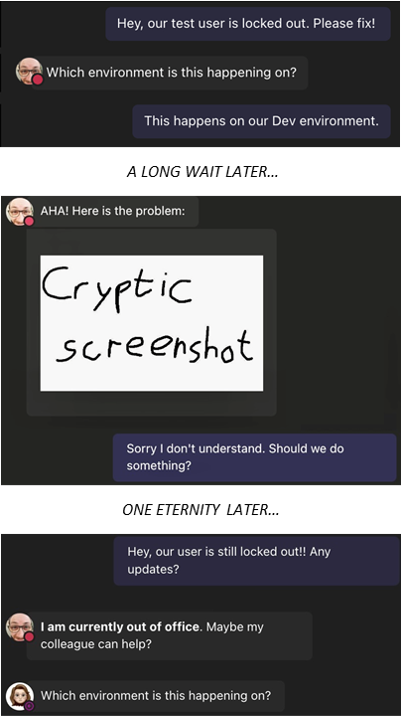 Hey, our test user is locked out. Please fix!
Which environment is this happening on?
This happens on our Dev environment.
A LONG WAIT LATER...
AHA! Here is the problem:
Cryptic
screenshot
Sorry I don't understand. Should we do
something?
ONE ETERNITY LATER...
Hey, our user is still locked out!! Any
updates?
I am currently out of office. Maybe my
colleague can help?
Which environment is this happening on?